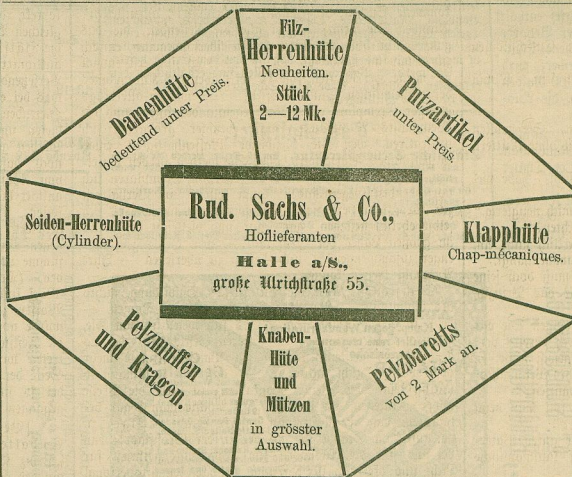 Filz-
Herrenhüte
Neuheiten.
Stück
2—12 Mk.
Damenhüte
bedeutend unter Preis.
Putzartikel
unter Preis.
Seiden-Herrenhüte
(Cylinder).
Rud. Sachs & Co.,
Hoflieferanten
Halle a/S.,
große Ulrichstraße 55.
Klapphüte
Chap-mécaniques.
Pelzmuffen
und Kragen.
Knaben-
Hüte
und
Mützen
in grösster
Auswahl.
Pelzbaretts
von 2 Mark an.